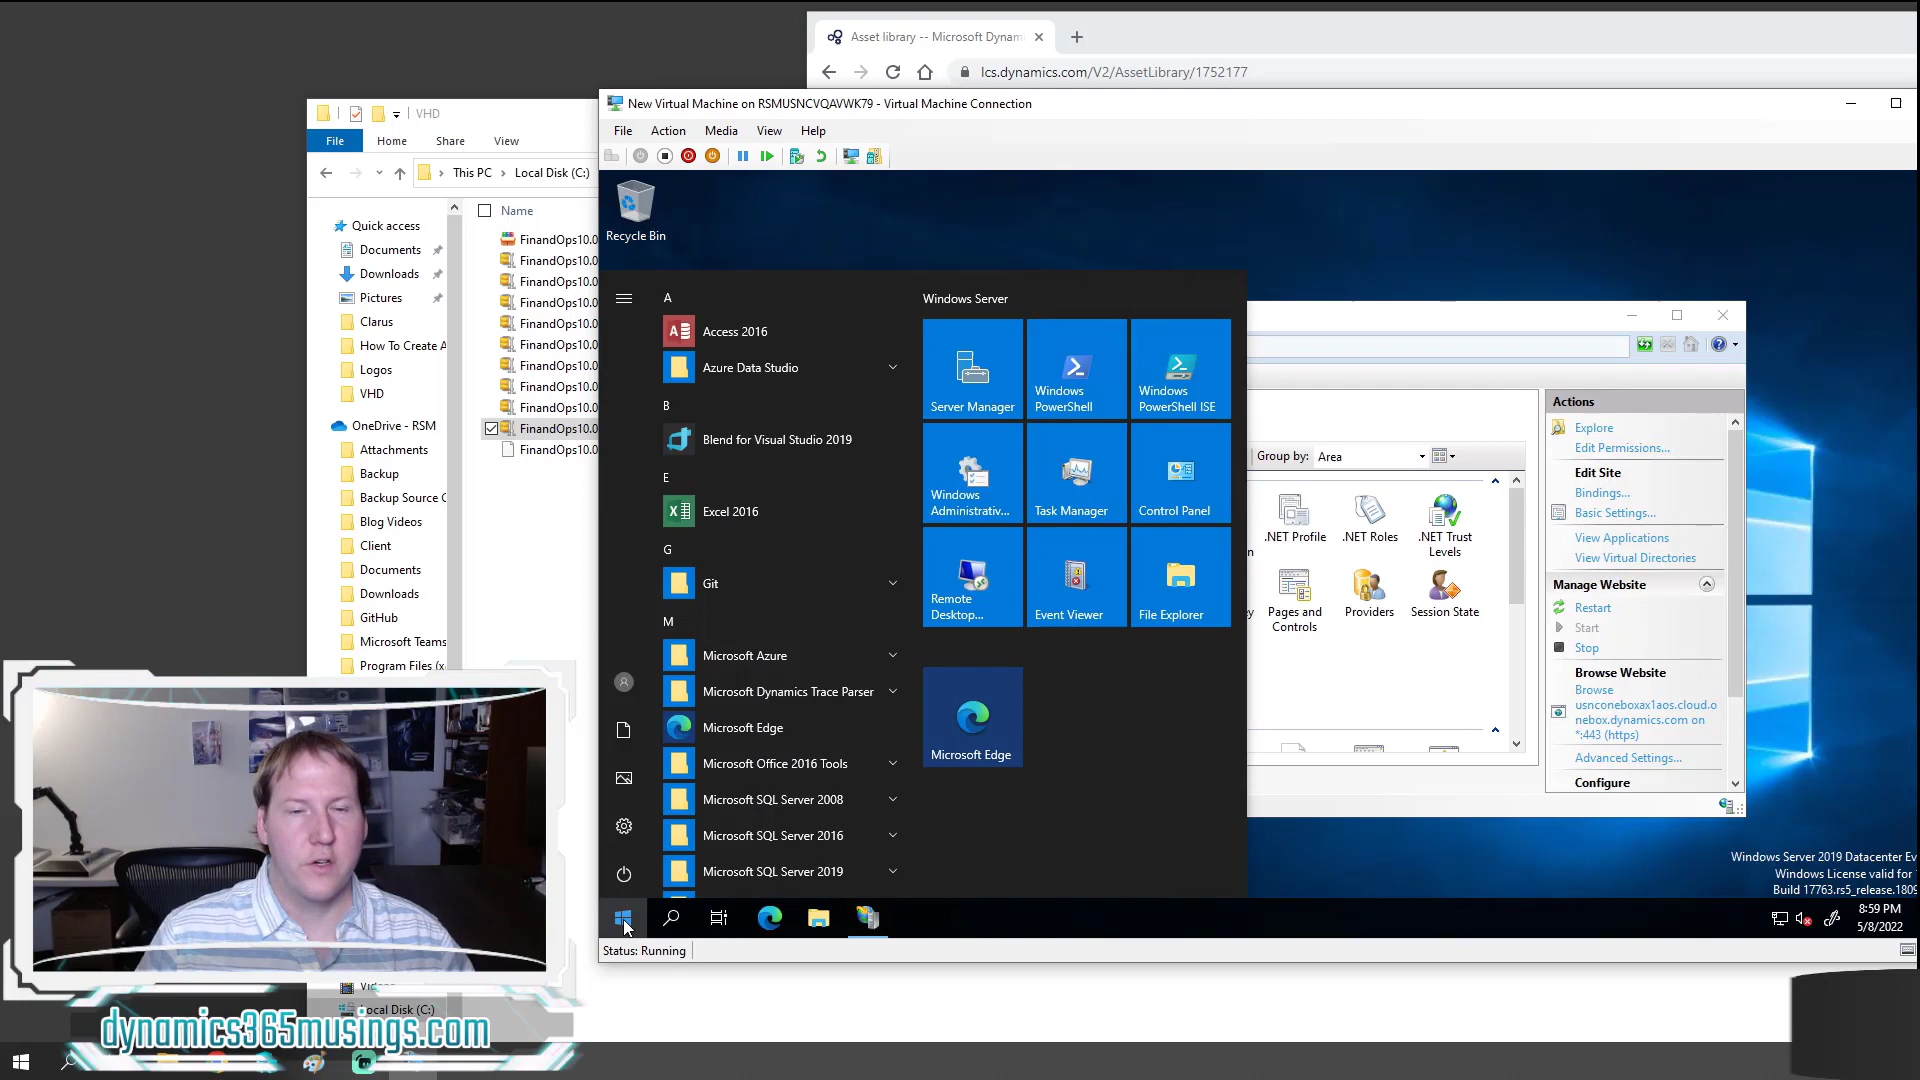 Asset library -- Microsoft Dynam
lcs.dynamics.com/V2/AssetLibrary/1752177
VHD
File
Home
Share
View
This PC
Local Disk (C:)
Name
Quick access
Documents
Downloads
Pictures
Clarus
How To Create A
Logos
VHD
OneDrive - RSM
Attachments
Backup
Backup Source C
Blog Videos
Client
Documents
Downloads
GitHub
Microsoft Teams
Program Files (x
Local Disk (C:)
FinandOps10.0
FinandOps10.0
FinandOps10.0
FinandOps10.0
FinandOps10.0
FinandOps10.0
FinandOps10.0
FinandOps10.0
FinandOps10.0
FinandOps10.0
FinandOps10.0
New Virtual Machine on RSMUSNCVQAVWK79 - Virtual Machine Connection
File
Action
Media
View
Help
Recycle Bin
A
Access 2016
Azure Data Studio
B
Blend for Visual Studio 2019
E
Excel 2016
G
Git
M
Microsoft Azure
Microsoft Dynamics Trace Parser
Microsoft Edge
Microsoft Office 2016 Tools
Microsoft SQL Server 2008
Microsoft SQL Server 2016
Microsoft SQL Server 2019
Windows Server
Server Manager
Windows
PowerShell
Windows
PowerShell ISE
Windows
Administrativ...
Task Manager
Control Panel
Remote
Desktop...
Event Viewer
File Explorer
Microsoft Edge
Group by:
Area
.NET Profile
.NET Roles
.NET Trust
Levels
Pages and
Controls
Providers
Session State
Actions
Explore
Edit Permissions...
Edit Site
Bindings...
Basic Settings...
View Applications
View Virtual Directories
Manage Website
Restart
Start
Stop
Browse Website
Browse
usnconeboxax1aos.cloud.o
nebox.dynamics.com on
*:443 (https)
Advanced Settings...
Configure
Windows Server 2019 Datacenter Ev
Windows License valid for
Build 17763.rs5_release.1809
8:59 PM
5/8/2022
Status: Running
dynamics365musings.com